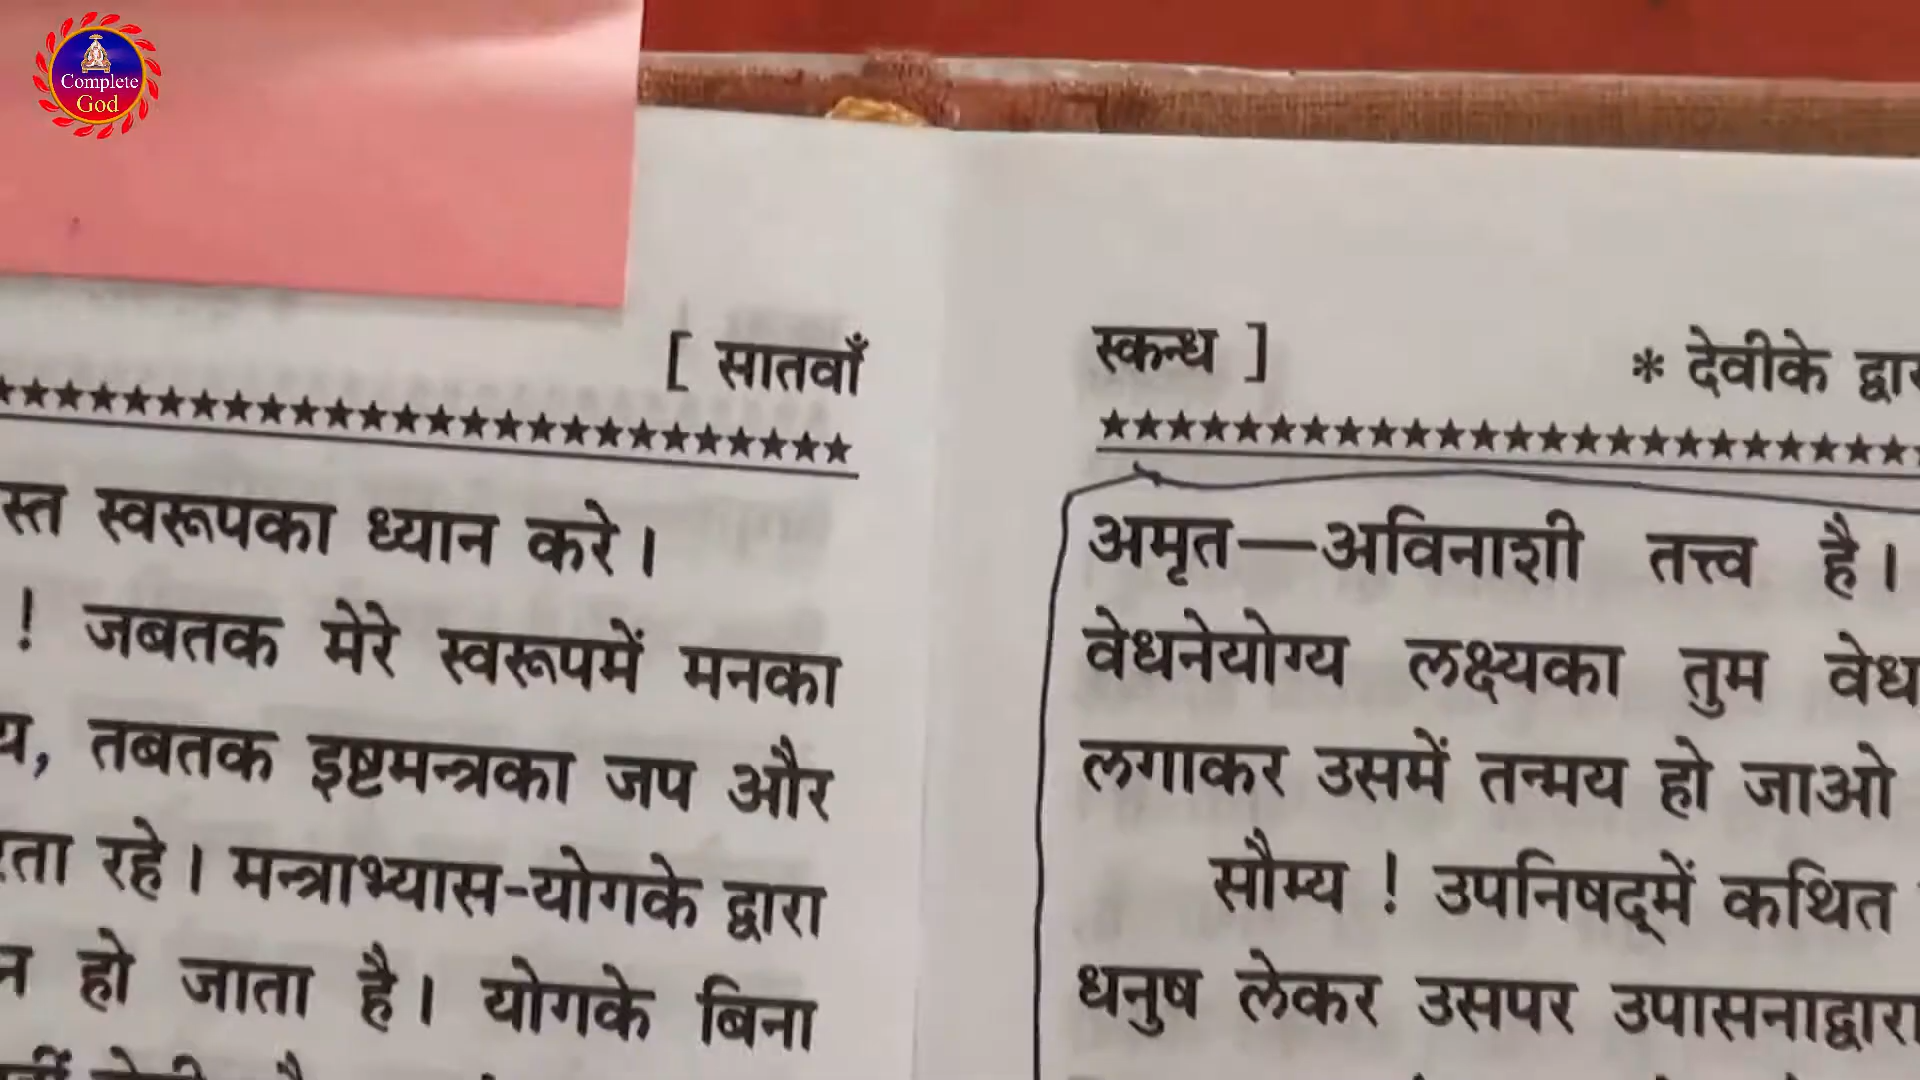 Complete
God
[ सातवाँ
स्वरूपका ध्यान करे।
! जबतक मेरे स्वरूपमें मनका
तबतक इष्टमन्त्रका जप और
रहे। मन्त्राभ्यास-योगके द्वारा
हो जाता है। योगके बिना
स्कन्ध ]
* देवीके
अमृत—अविनाशी तत्त्व है।
वेधनेयोग्य लक्ष्यका तुम
लगाकर उसमें तन्मय हो जाओ
सौम्य ! उपनिषद्‌में कथित
धनुष लेकर उसपर उपासनाद्वारा